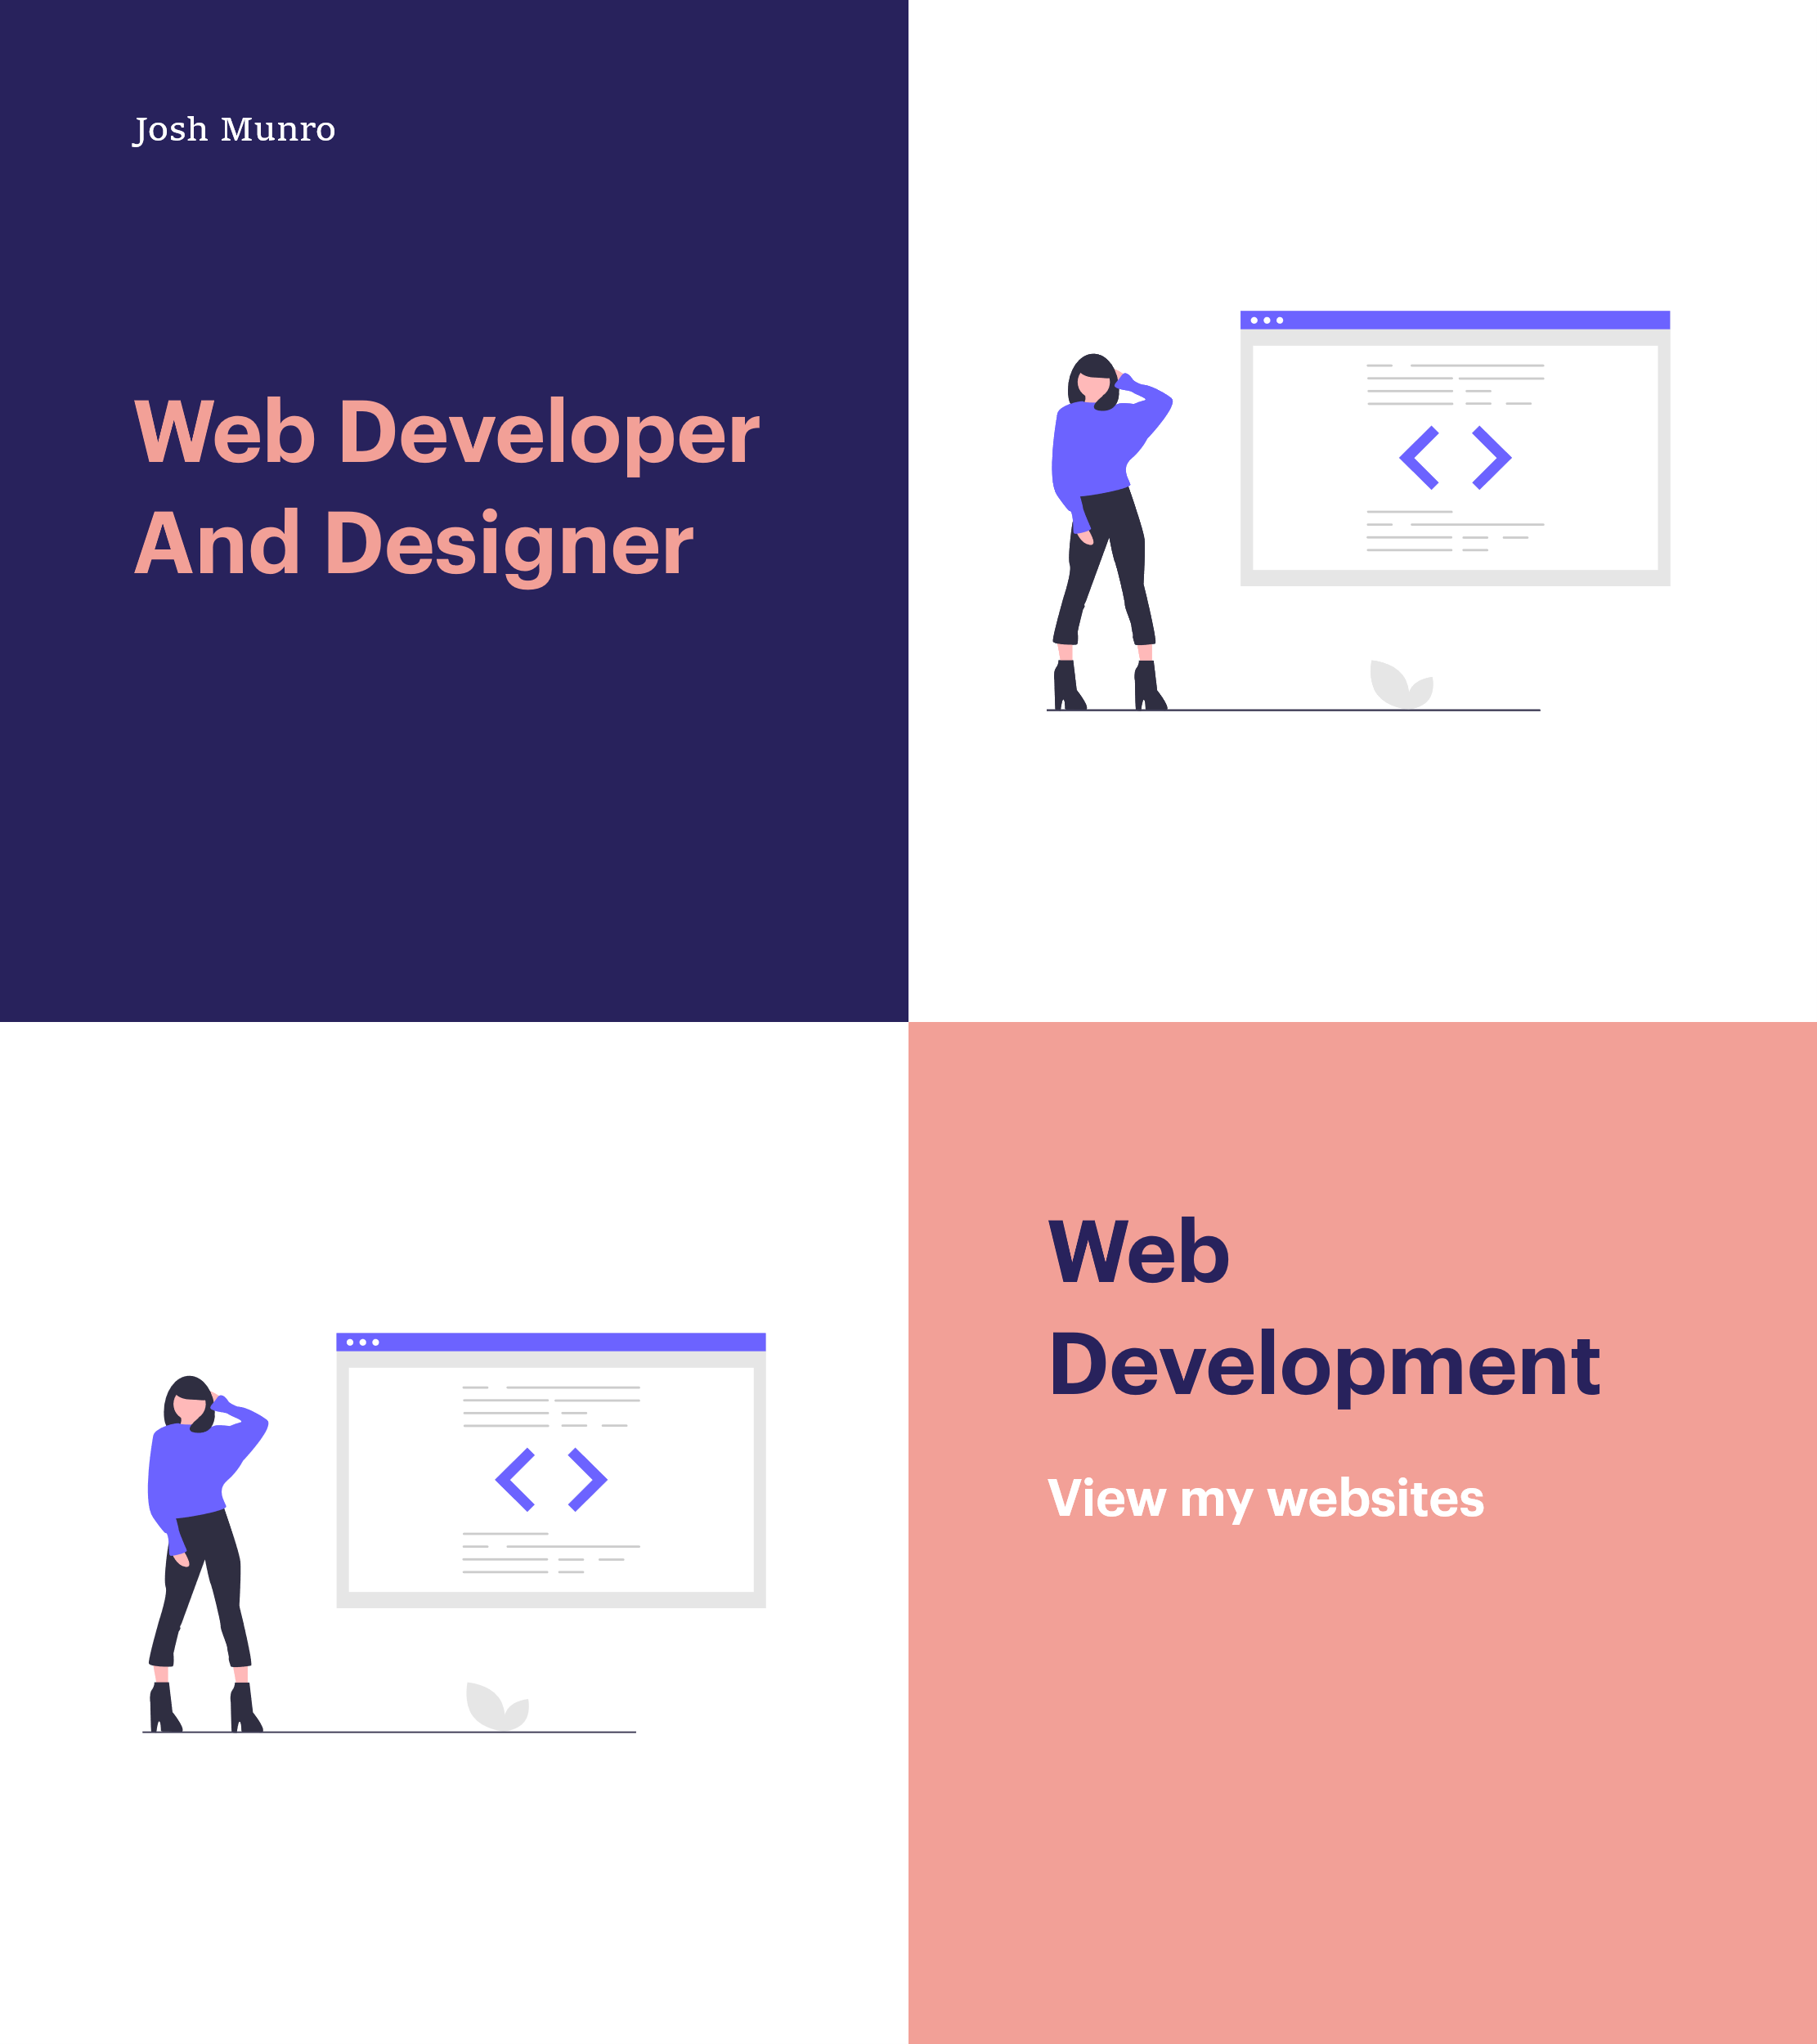 Josh Munro
Web Developer
And Designer
Web
Development
View my websites